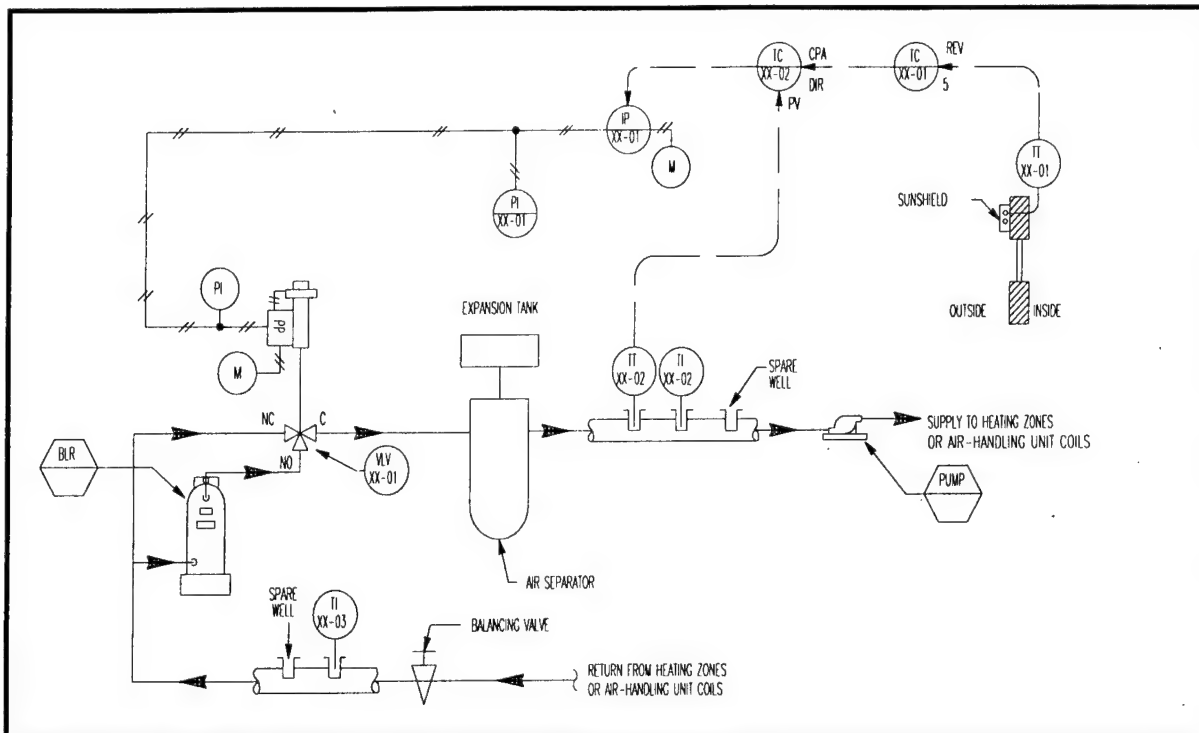 TC
XX-02
CPA
DIR
PV
TC
XX-01
REV
5
IP
XX-01
M
TT
XX-01
SUNSHIELD
PI
XX-01
OUTSIDE
INSIDE
PI
PP
M
EXPANSION TANK
TT
XX-02
TI
XX-02
SPARE
WELL
NC
C
NO
VLV
XX-01
BLR
SUPPLY TO HEATING ZONES
OR AIR-HANDLING UNIT COILS
PUMP
AIR SEPARATOR
SPARE
WELL
TI
XX-03
BALANCING VALVE
RETURN FROM HEATING ZONES
OR AIR-HANDLING UNIT COILS